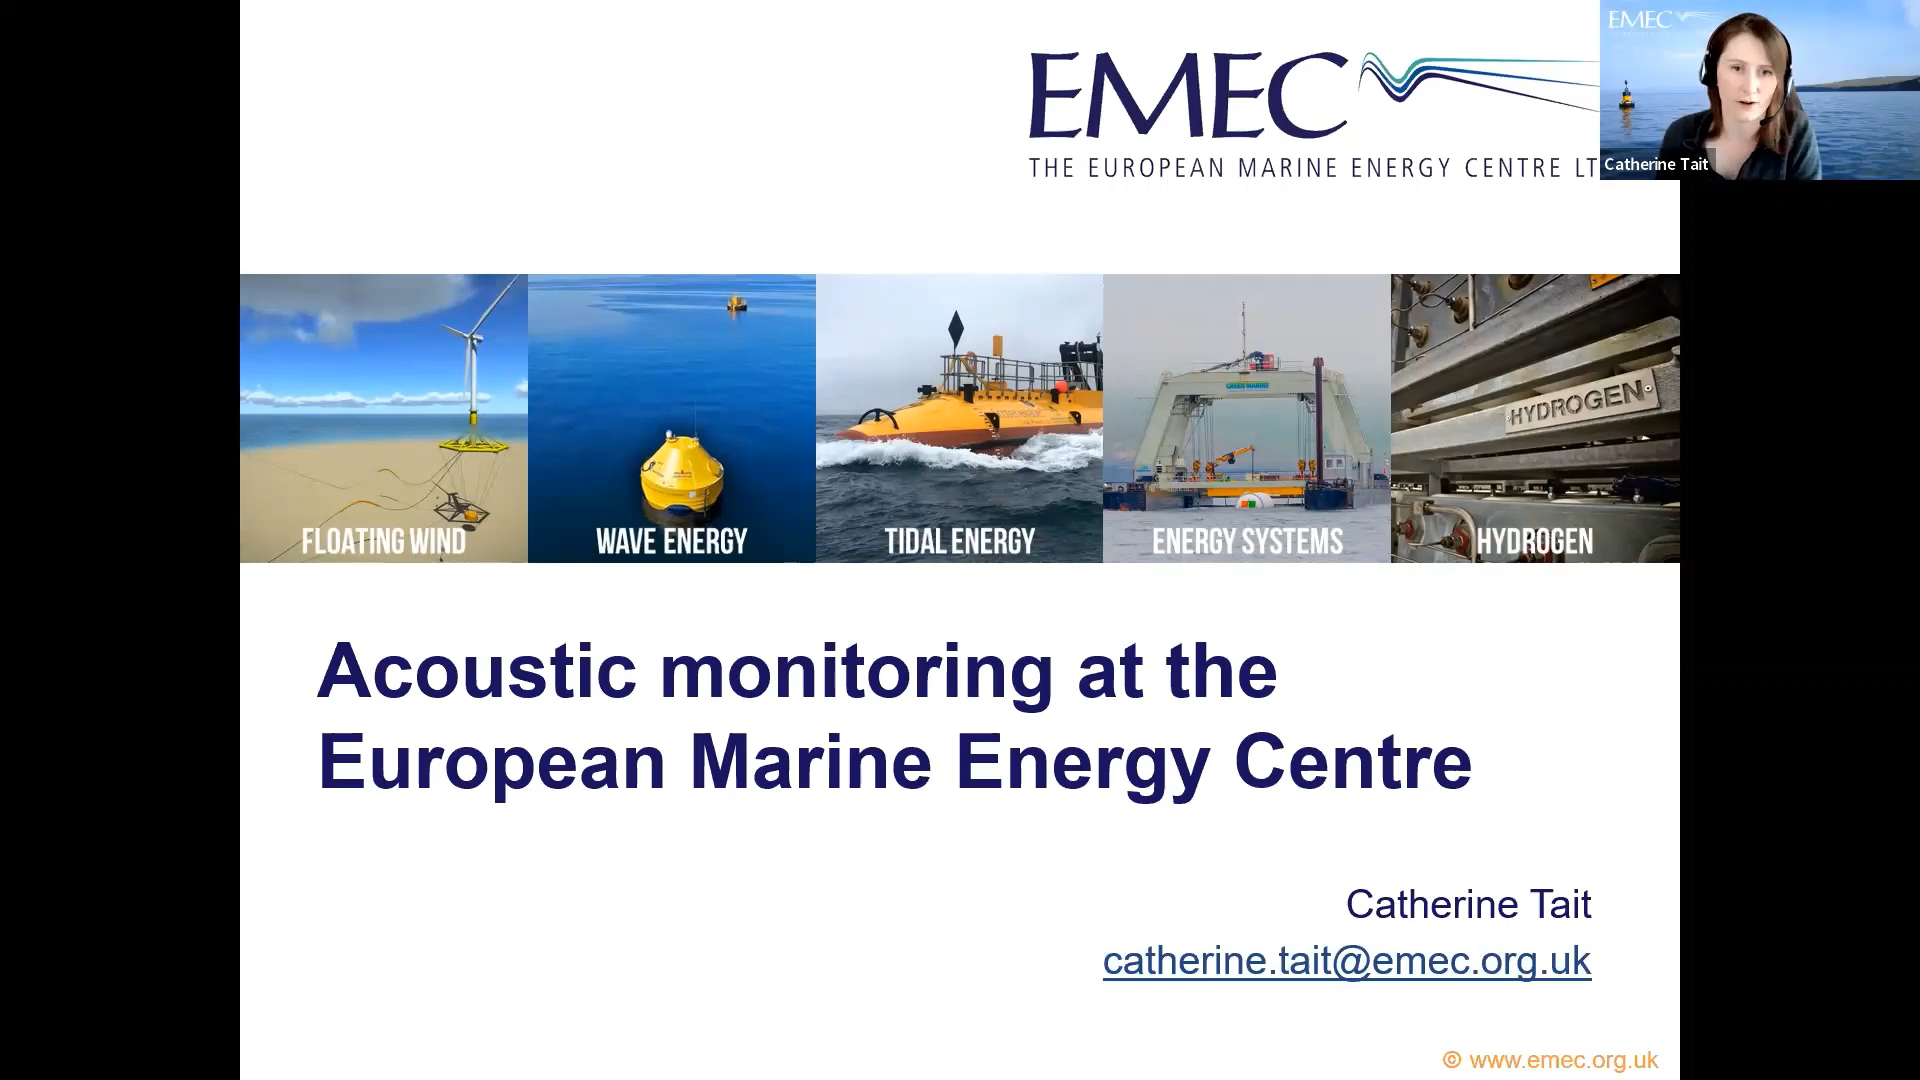 EMEC
THE EUROPEAN MARINE ENERGY CENTRE LT
EMEC
Catherine Tait
FLOATING WIND
WAVE ENERGY
TIDAL ENERGY
GREEN MARINE
ENERGY SYSTEMS
HYDROGEN
HYDROGEN
Acoustic monitoring at the
European Marine Energy Centre
Catherine Tait
catherine.tait@emec.org.uk
© www.emec.org.uk